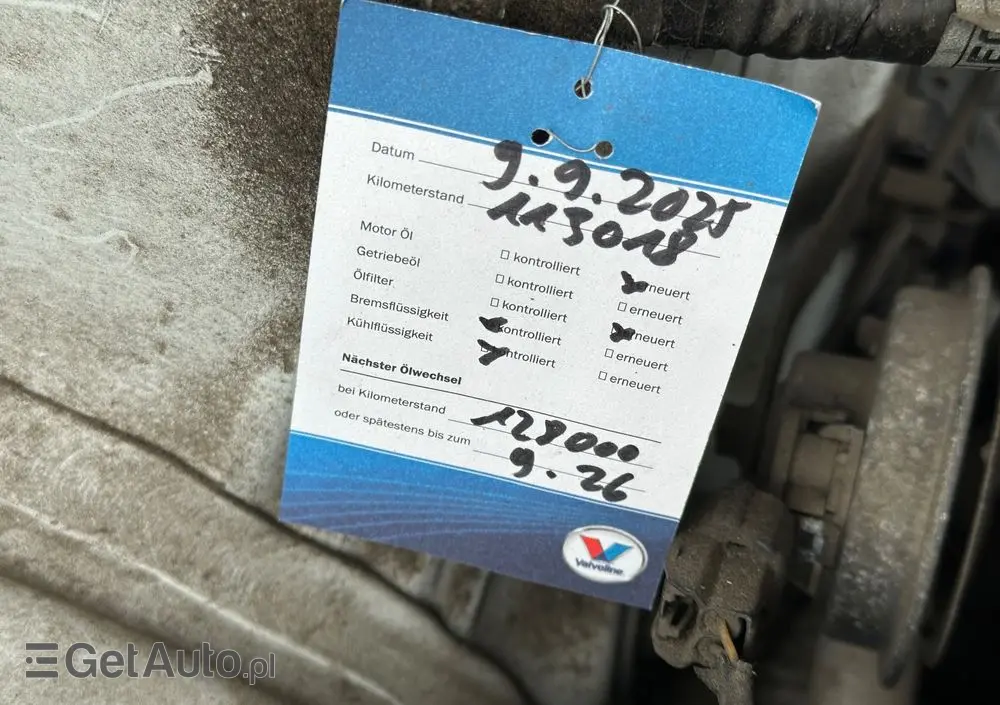 Datum 9.9.2025
Kilometerstand 113018
Motor Öl □ kontrolliert erneuert
Getriebeöl □ kontrolliert □ erneuert
Ölfilter □ kontrolliert erneuert
Bremsflüssigkeit kontrolliert □ erneuert
Kühlflüssigkeit kontrolliert □ erneuert
Nächster Ölwechsel
bei Kilometerstand 128000
oder spätestens bis zum 9.26
Valvoline
GetAuto.pl